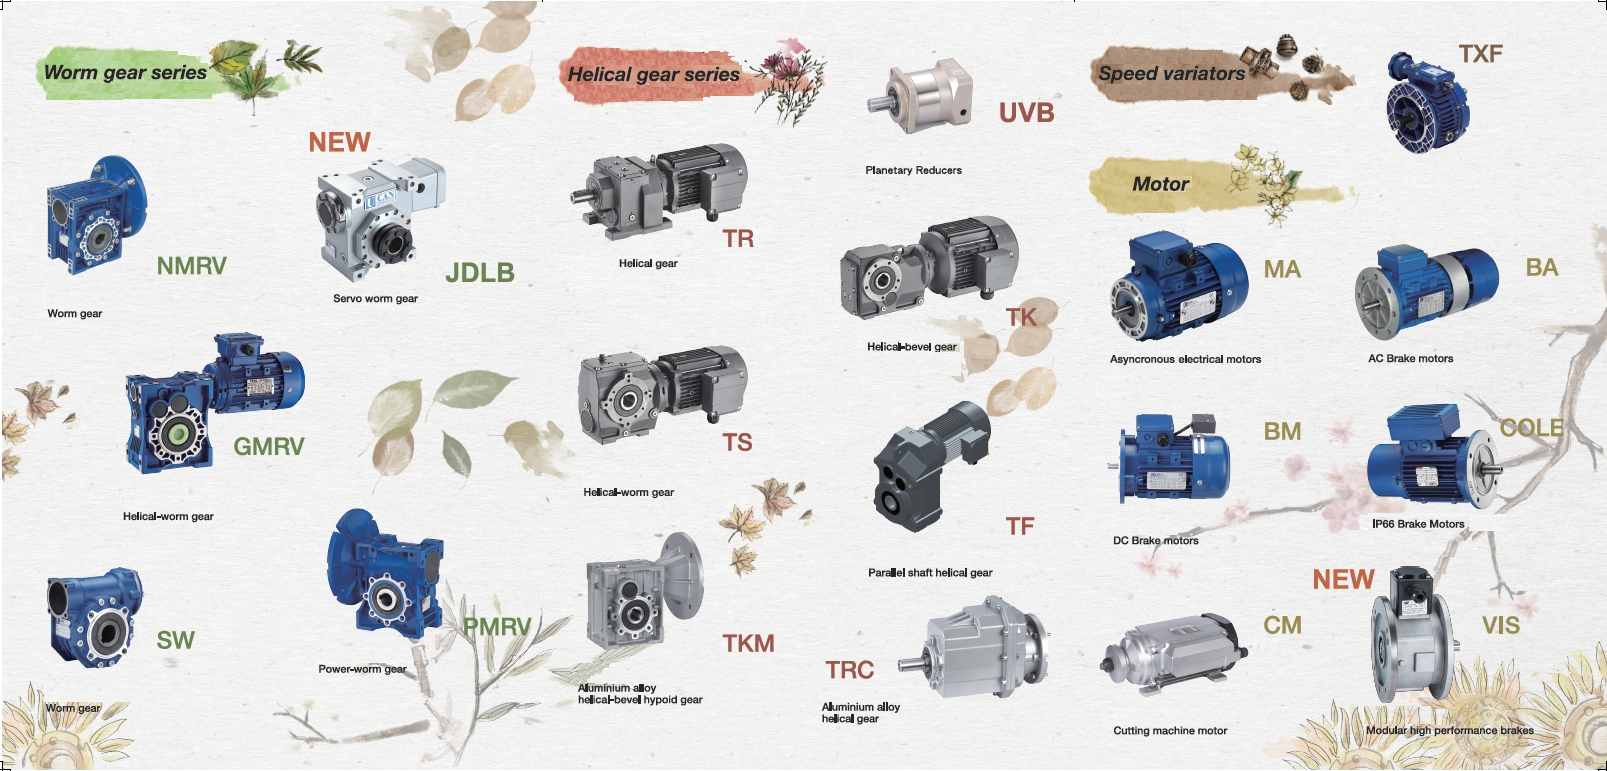 Worm gear series
NEW
NMRV
Worm gear
JDLB
Servo worm gear
GMRV
Helical-worm gear
SW
Worm gear
PMRV
Power-worm gear
Helical gear series
TR
Helical gear
TS
Helical-worm gear
TKM
Aluminium alloy
helical-bevel hypoid gear
UVB
Planetary Reducers
TK
Helical-bevel gear
TF
Parallel shaft helical gear
TRC
Aluminium alloy
helical gear
Speed variators
TXF
Motor
MA
Asyncronous electrical motors
BA
AC Brake motors
BM
DC Brake motors
COLE
IP66 Brake Motors
CM
Cutting machine motor
NEW
VIS
Modular high performance brakes